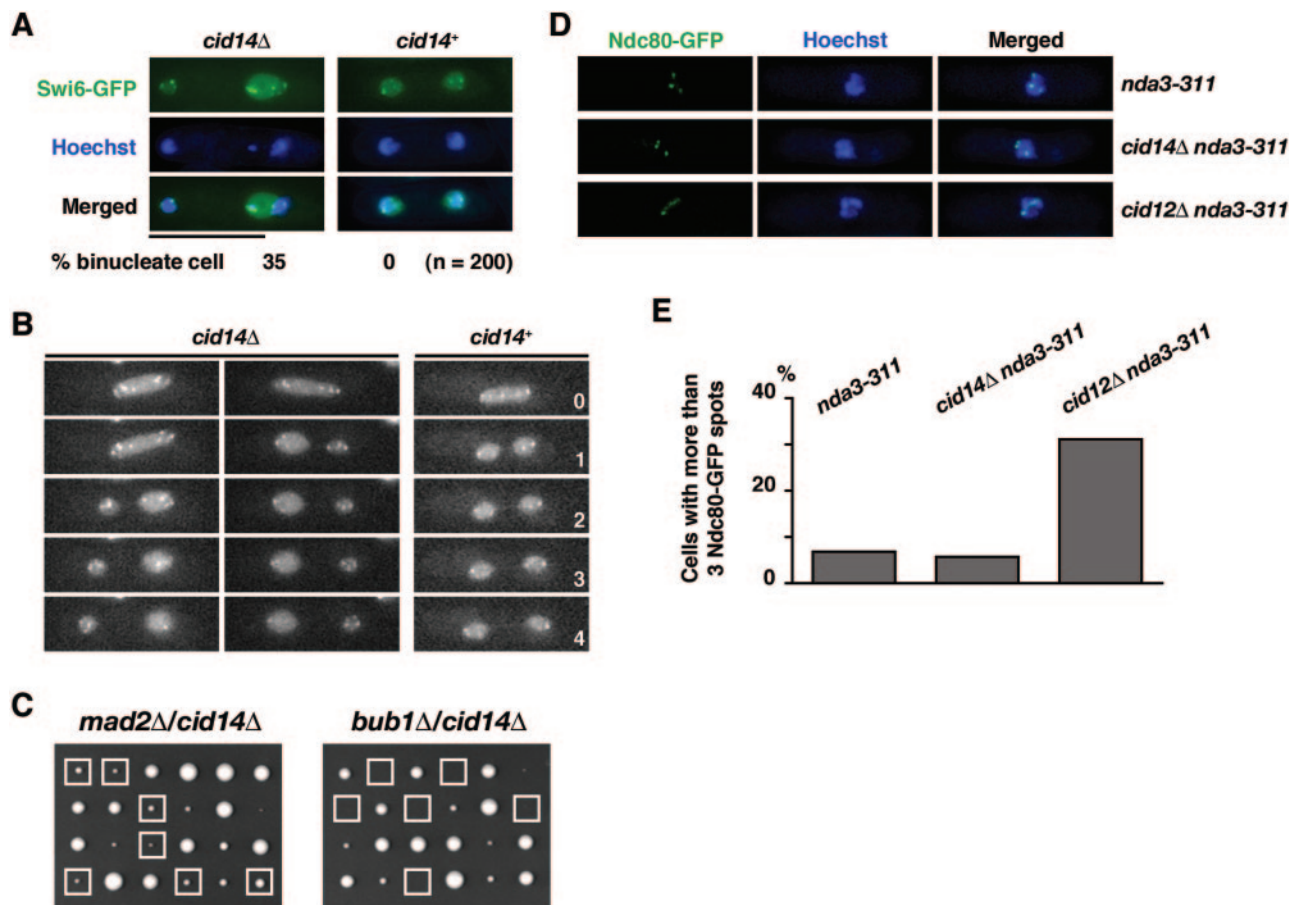 A
cid14Δ
cid14+
Swi6-GFP
Hoechst
Merged
% binucleate cell 35 0 (n = 200)
B
cid14Δ
cid14+
0
1
2
3
4
C
mad2Δ/cid14Δ
bub1Δ/cid14Δ
D
Ndc80-GFP
Hoechst
Merged
nda3-311
cid14Δ nda3-311
cid12Δ nda3-311
E
%
Cells with more than
3 Ndc80-GFP spots
40
20
0
nda3-311
cid14Δ nda3-311
cid12Δ nda3-311